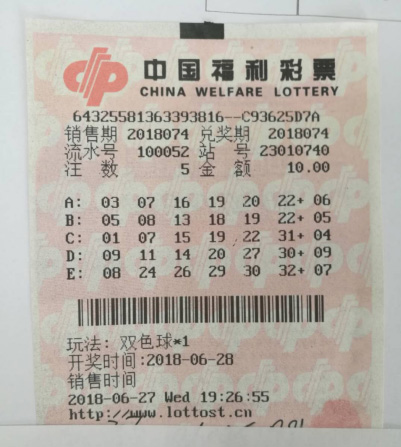 中国福利彩票
CHINA WELFARE LOTTERY
64325581363393816--C93625D7A
销售期 2018074 兑奖期 2018074
流水号 100052 站 号 23010740
注 数 5 金 额 10.00
A: 03 07 16 19 20 22+ 06
B: 05 08 13 18 19 22+ 05
C: 01 07 15 19 22 31+ 04
D: 09 11 14 20 27 30+ 09
E: 08 24 26 29 30 32+ 07
玩法: 双色球*1
开奖时间:2018-06-28
销售时间
2018-06-27 Wed 19:26:55
http://www.lottost.cn